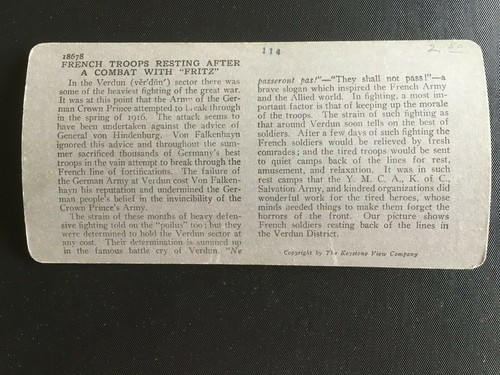 18678
FRENCH TROOPS RESTING AFTER
A COMBAT WITH "FRITZ"
In the Verdun (vĕr'dŭn') sector there was
some of the heaviest fighting of the great war.
It was at this point that the Army of the Ger-
man Crown Prince attempted to break through
in the spring of 1916. The attack seems to
have been undertaken against the advice of
General von Hindenburg. Von Falkenhayn
ignored this advice and throughout the sum-
mer sacrificed thousands of Germany's best
troops in the vain attempt to break through the
French line of fortifications. The failure of
the German Army at Verdun cost Von Falken-
hayn his reputation and undermined the Ger-
man people's belief in the invincibility of the
Crown Prince's Army.
The strain of these months of heavy defen-
sive fighting told on the "poilus" too; but they
were determined to hold the Verdun sector at
any cost. Their determination is summed up
in the famous battle cry of Verdun, "Ne
114
passeront pas!"—"They shall not pass!"—a
brave slogan which inspired the French Army
and the Allied world. In fighting, a most im-
portant factor is that of keeping up the morale
of the troops. The strain of such fighting as
that around Verdun soon tells on the best of
soldiers. After a few days of such fighting the
French soldiers would be relieved by fresh
comrades; and the tired troops would be sent
to quiet camps back of the lines for rest,
amusement, and relaxation. It was in such
rest camps that the Y. M. C. A., K. of C.,
Salvation Army, and kindred organizations did
wonderful work for the tired heroes, whose
minds needed things to make them forget the
horrors of the front. Our picture shows
French soldiers resting back of the lines in
the Verdun District.
Copyright by The Keystone View Company